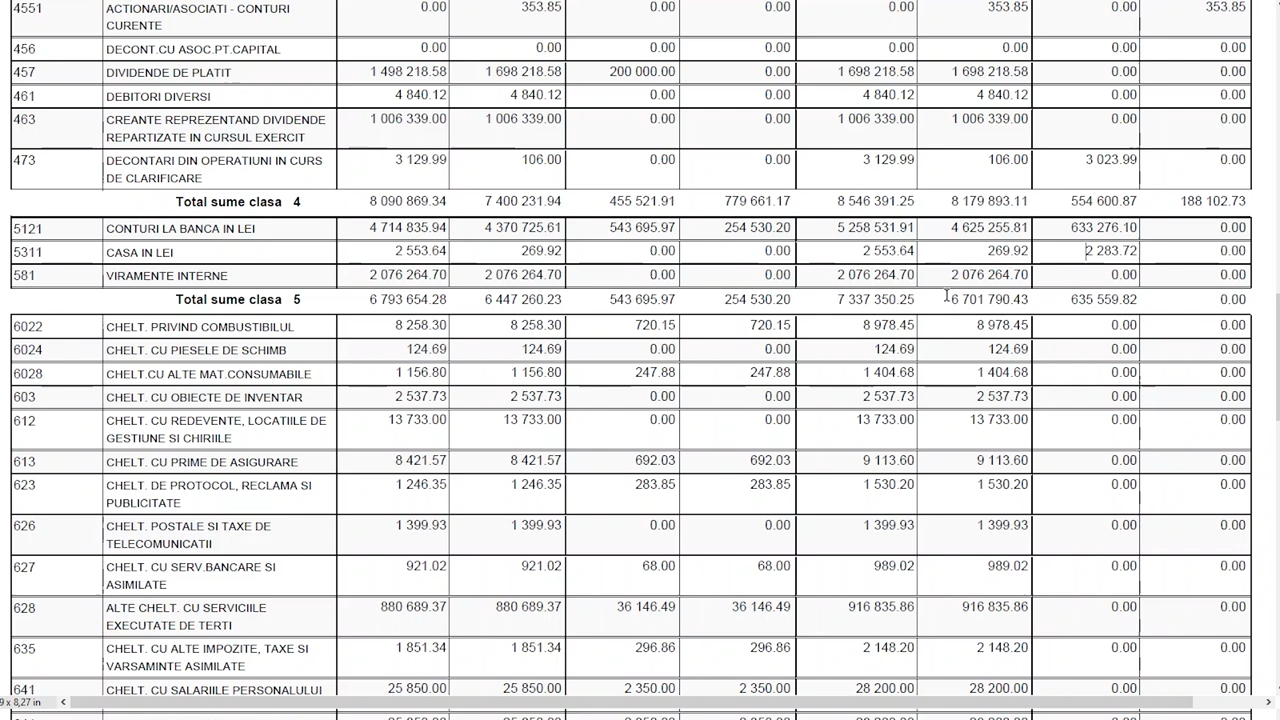 4551 ACTIONARI/ASOCIATI - CONTURI 0.00 353.85 0.00 0.00 0.00 353.85 0.00 353.85
CURENTE
456 DECONT.CU ASOC.PT.CAPITAL 0.00 0.00 0.00 0.00 0.00 0.00 0.00 0.00
457 DIVIDENDE DE PLATIT 1 498 218.58 1 698 218.58 200 000.00 0.00 1 698 218.58 1 698 218.58 0.00 0.00
461 DEBITORI DIVERSI 4 840.12 4 840.12 0.00 0.00 4 840.12 4 840.12 0.00 0.00
463 CREANTE REPREZENTAND DIVIDENDE 1 006 339.00 1 006 339.00 0.00 0.00 1 006 339.00 1 006 339.00 0.00 0.00
REPARTIZATE IN CURSUL EXERCIT
473 DECONTARI DIN OPERATIUNI IN CURS 3 129.99 106.00 0.00 0.00 3 129.99 106.00 3 023.99 0.00
DE CLARIFICARE
Total sume clasa 4 8 090 869.34 7 400 231.94 455 521.91 779 661.17 8 546 391.25 8 179 893.11 554 600.87 188 102.73
5121 CONTURI LA BANCA IN LEI 4 714 835.94 4 370 725.61 543 695.97 254 530.20 5 258 531.91 4 625 255.81 633 276.10 0.00
5311 CASA IN LEI 2 553.64 269.92 0.00 0.00 2 553.64 269.92 2 283.72 0.00
581 VIRAMENTE INTERNE 2 076 264.70 2 076 264.70 0.00 0.00 2 076 264.70 2 076 264.70 0.00 0.00
Total sume clasa 5 6 793 654.28 6 447 260.23 543 695.97 254 530.20 7 337 350.25 6 701 790.43 635 559.82 0.00
6022 CHELT. PRIVIND COMBUSTIBILUL 8 258.30 8 258.30 720.15 720.15 8 978.45 8 978.45 0.00 0.00
6024 CHELT. CU PIESELE DE SCHIMB 124.69 124.69 0.00 0.00 124.69 124.69 0.00 0.00
6028 CHELT.CU ALTE MAT.CONSUMABILE 1 156.80 1 156.80 247.88 247.88 1 404.68 1 404.68 0.00 0.00
603 CHELT. CU OBIECTE DE INVENTAR 2 537.73 2 537.73 0.00 0.00 2 537.73 2 537.73 0.00 0.00
612 CHELT. CU REDEVENTE, LOCATIILE DE 13 733.00 13 733.00 0.00 0.00 13 733.00 13 733.00 0.00 0.00
GESTIUNE SI CHIRIILE
613 CHELT. CU PRIME DE ASIGURARE 8 421.57 8 421.57 692.03 692.03 9 113.60 9 113.60 0.00 0.00
623 CHELT. DE PROTOCOL, RECLAMA SI 1 246.35 1 246.35 283.85 283.85 1 530.20 1 530.20 0.00 0.00
PUBLICITATE
626 CHELT. POSTALE SI TAXE DE 1 399.93 1 399.93 0.00 0.00 1 399.93 1 399.93 0.00 0.00
TELECOMUNICATII
627 CHELT. CU SERV.BANCARE SI 921.02 921.02 68.00 68.00 989.02 989.02 0.00 0.00
ASIMILATE
628 ALTE CHELT. CU SERVICIILE 880 689.37 880 689.37 36 146.49 36 146.49 916 835.86 916 835.86 0.00 0.00
EXECUTATE DE TERTI
635 CHELT. CU ALTE IMPOZITE, TAXE SI 1 851.34 1 851.34 296.86 296.86 2 148.20 2 148.20 0.00 0.00
VARSAMINTE ASIMILATE
641 CHELT. CU SALARIILE PERSONALULUI 25 850.00 25 850.00 2 350.00 2 350.00 28 200.00 28 200.00 0.00 0.00
9 x 8,27 in